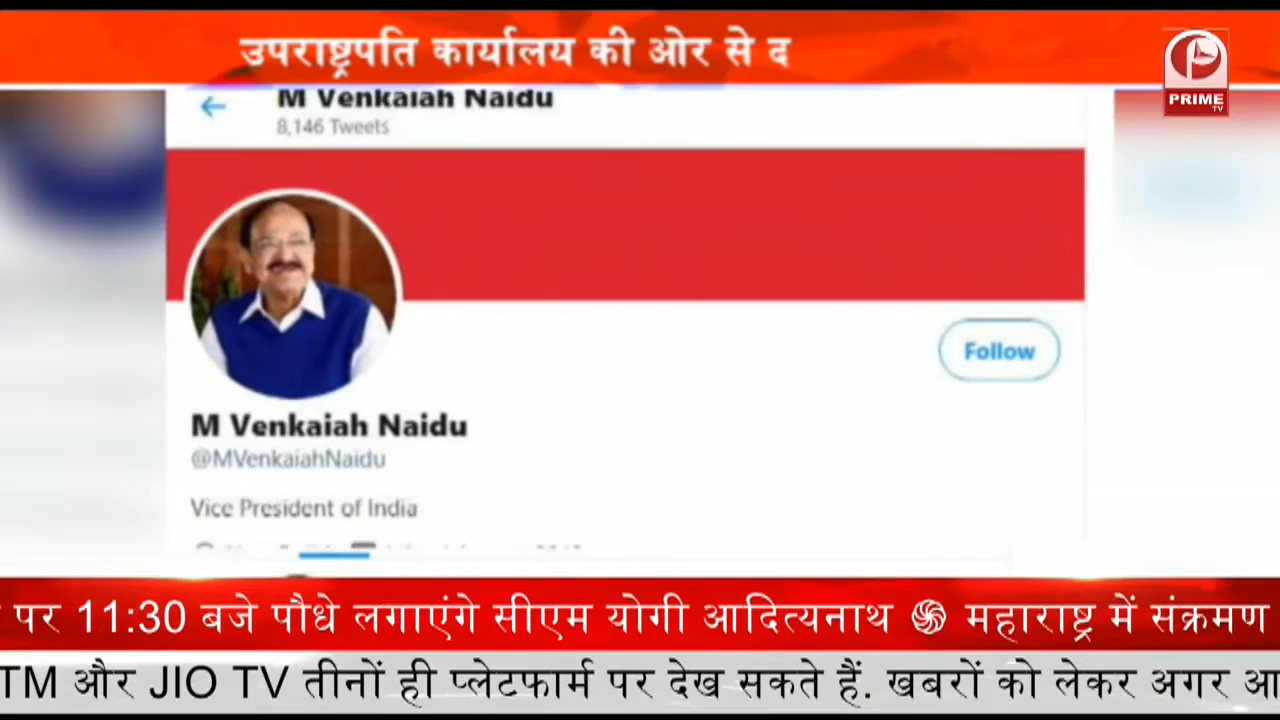 उपराष्ट्रपति कार्यालय की ओर से द
PRIME
TV
M Venkaiah Naidu
8,146 Tweets
Follow
M Venkaiah Naidu
@MVenkaiahNaidu
Vice President of India
पर 11:30 बजे पौधे लगाएंगे सीएम योगी आदित्यनाथ ֍ महाराष्ट्र में संक्रमण
TM और JIO TV तीनों ही प्लेटफार्म पर देख सकते हैं. खबरों को लेकर अगर आ